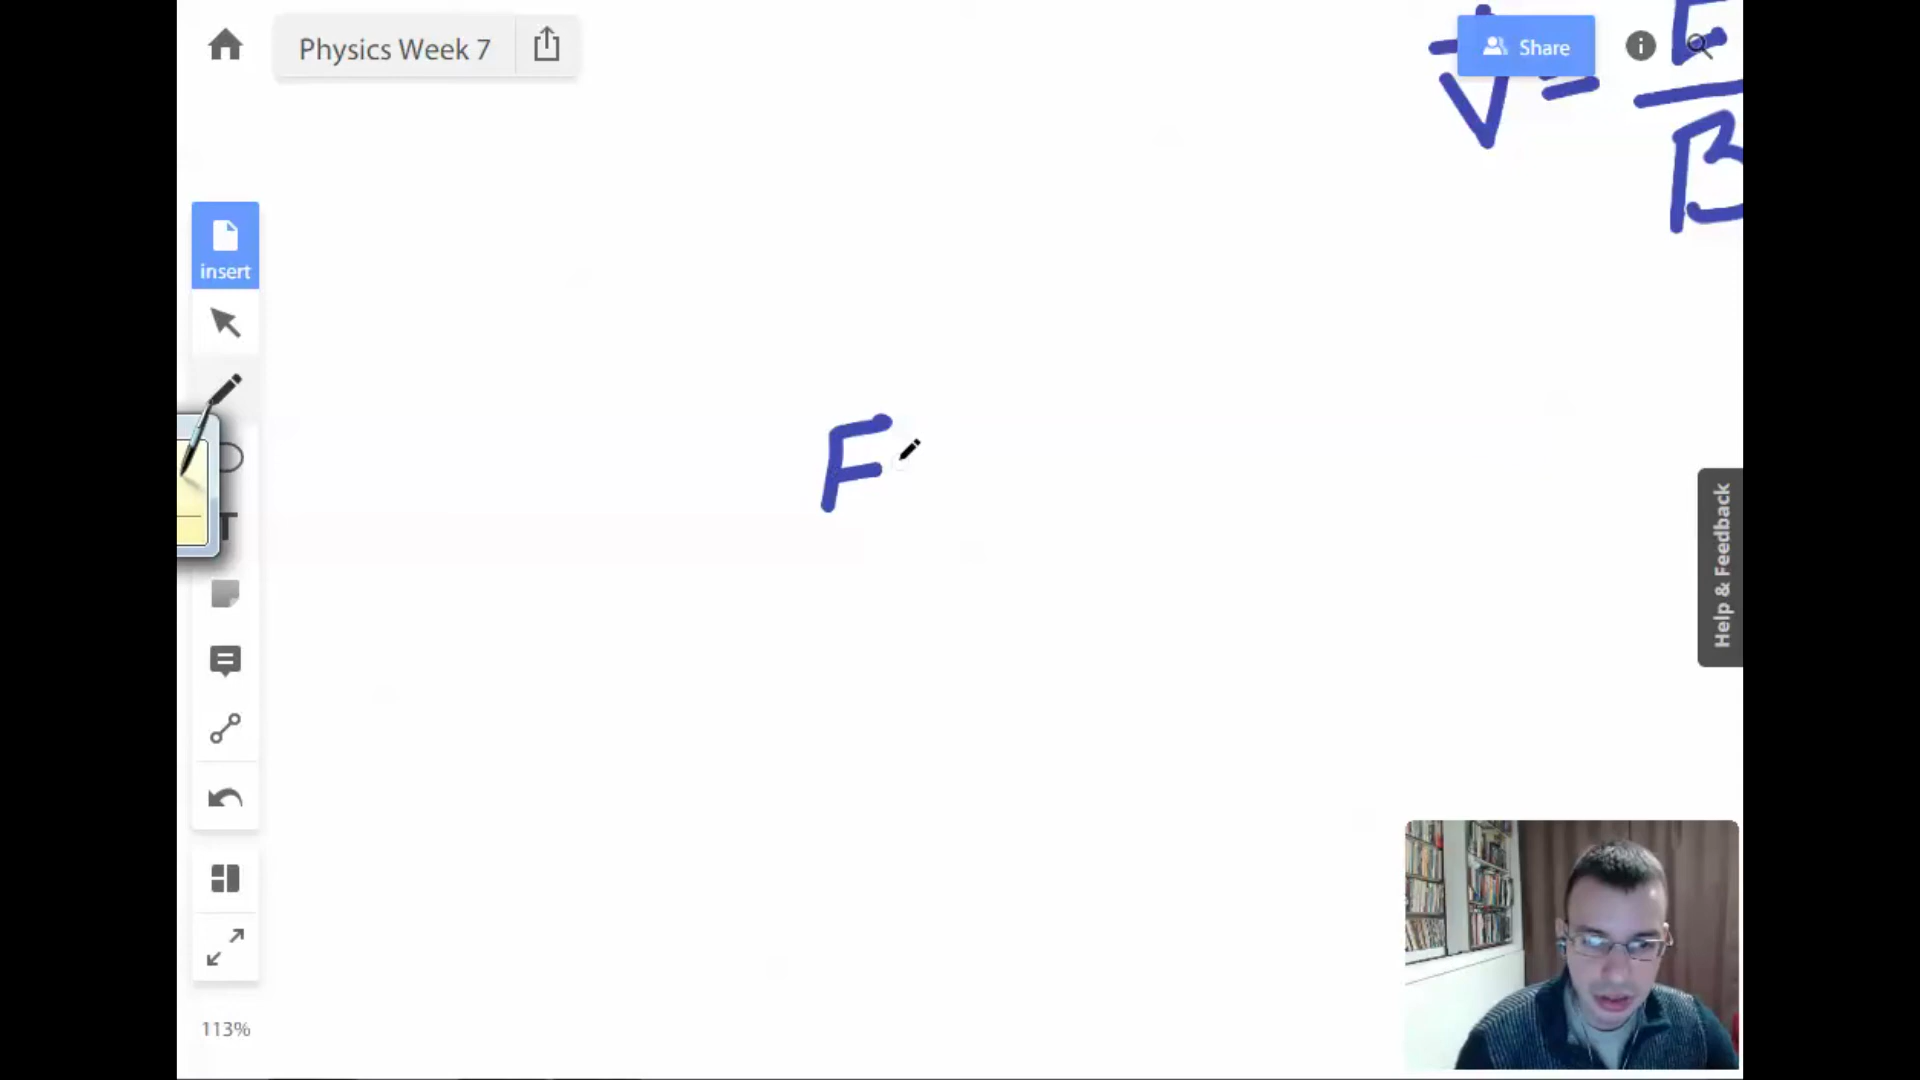 Physics Week 7
Share
V = E
B
insert
F
T
Help & Feedback
113%